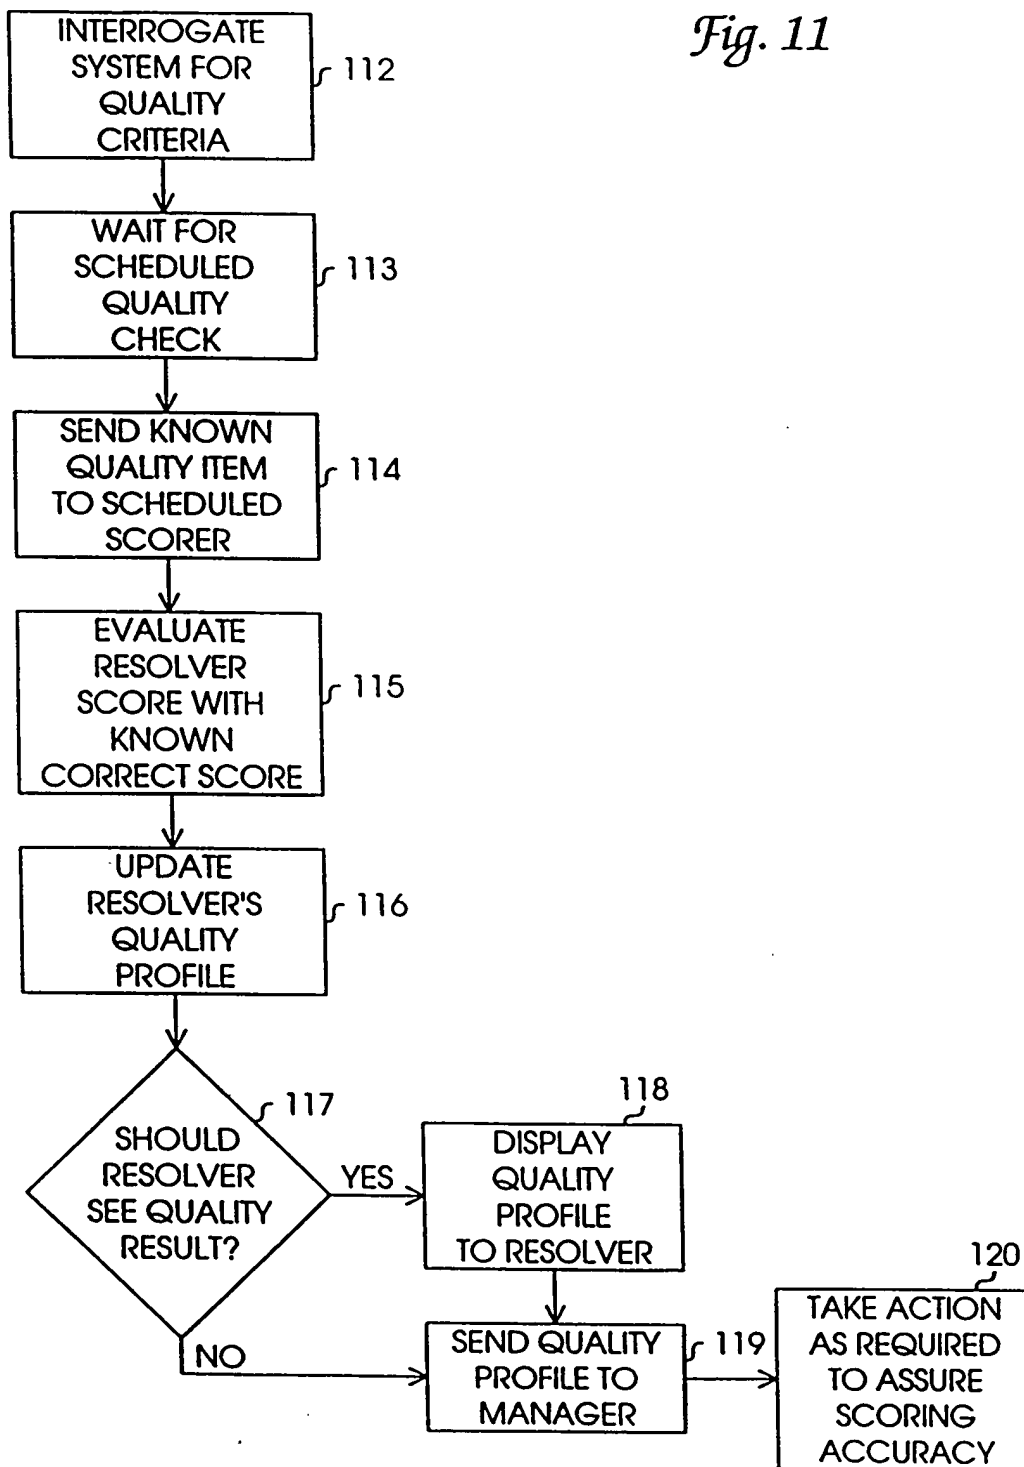 Fig. 11
INTERROGATE
SYSTEM FOR
QUALITY
CRITERIA
112
WAIT FOR
SCHEDULED
QUALITY
CHECK
113
SEND KNOWN
QUALITY ITEM
TO SCHEDULED
SCORER
114
EVALUATE
RESOLVER
SCORE WITH
KNOWN
CORRECT SCORE
115
UPDATE
RESOLVER'S
QUALITY
PROFILE
116
SHOULD
RESOLVER
SEE QUALITY
RESULT?
117
YES
NO
DISPLAY
QUALITY
PROFILE
TO RESOLVER
118
SEND QUALITY
PROFILE TO
MANAGER
119
TAKE ACTION
AS REQUIRED
TO ASSURE
SCORING
ACCURACY
120